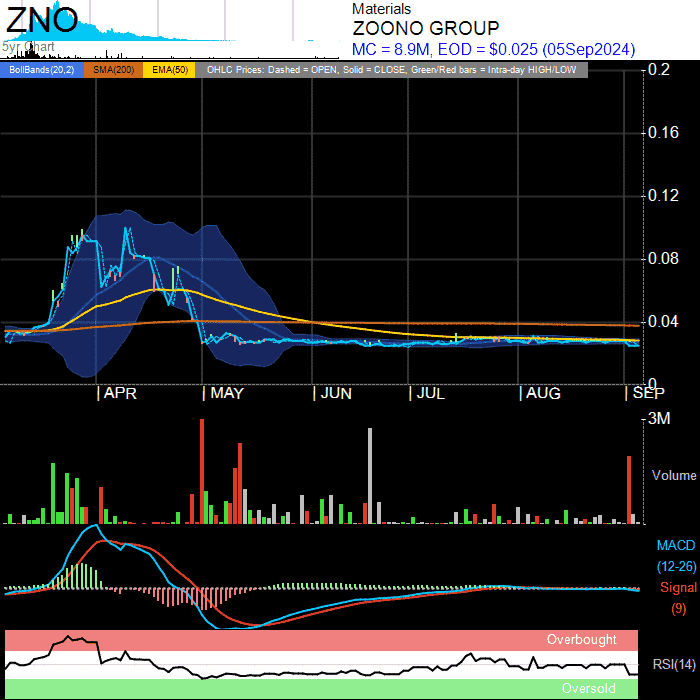 ZNO
5yr Chart
Materials
ZOONO GROUP
MC = 8.9M, EOD = $0.025 (05Sep2024)
BollBands(20,2) SMA(200) EMA(50) OHLC Prices: Dashed = OPEN, Solid = CLOSE, Green/Red bars = Intra-day HIGH/LOW
0.2
0.16
0.12
0.08
0.04
0
APR MAY JUN JUL AUG SEP
3M
Volume
MACD
(12-26)
Signal
(9)
Overbought
RSI(14)
Oversold